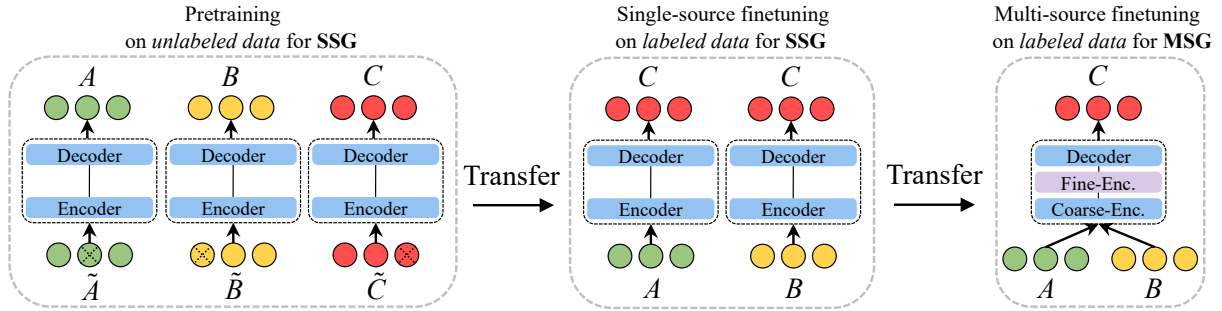 Pretraining
on unlabeled data for SSG
A B C
Decoder Decoder Decoder
Encoder Encoder Encoder
Ã B̃ C̃
Transfer
Single-source finetuning
on labeled data for SSG
C C
Decoder Decoder
Encoder Encoder
A B
Transfer
Multi-source finetuning
on labeled data for MSG
C
Decoder
Fine-Enc.
Coarse-Enc.
A B